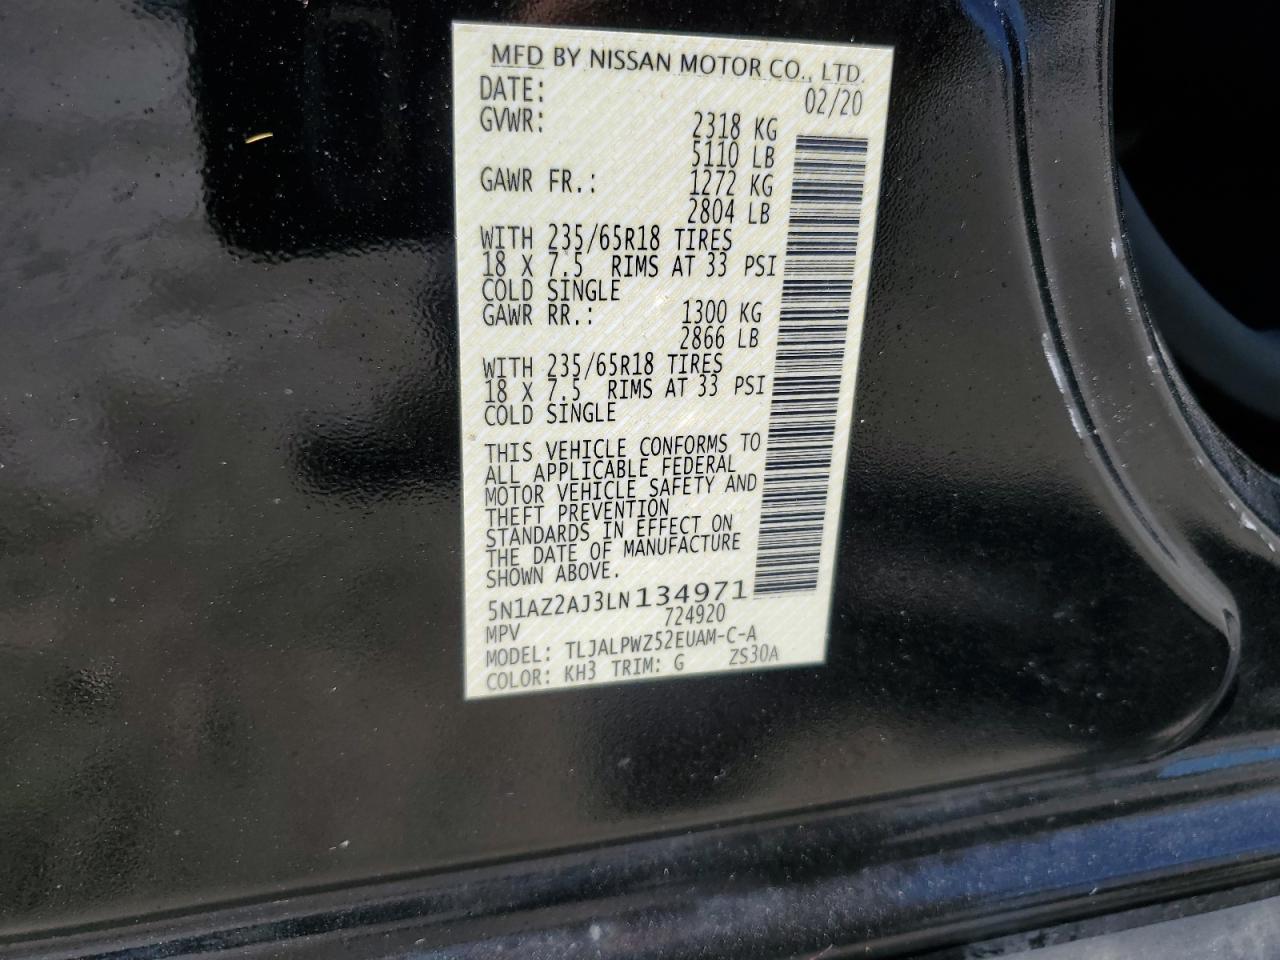 MFD BY NISSAN MOTOR CO., LTD.
DATE: 02/20
GVWR: 2318 KG
5110 LB
GAWR FR.: 1272 KG
2804 LB
WITH 235/65R18 TIRES
18 X 7.5 RIMS AT 33 PSI
COLD SINGLE
GAWR RR.: 1300 KG
2866 LB
WITH 235/65R18 TIRES
18 X 7.5 RIMS AT 33 PSI
COLD SINGLE
THIS VEHICLE CONFORMS TO
ALL APPLICABLE FEDERAL
MOTOR VEHICLE SAFETY AND
THEFT PREVENTION
STANDARDS IN EFFECT ON
THE DATE OF MANUFACTURE
SHOWN ABOVE.
5N1AZ2AJ3LN134971
MPV 724920
MODEL: TLJALPWZ52EUAM-C-A
COLOR: KH3 TRIM: G ZS30A